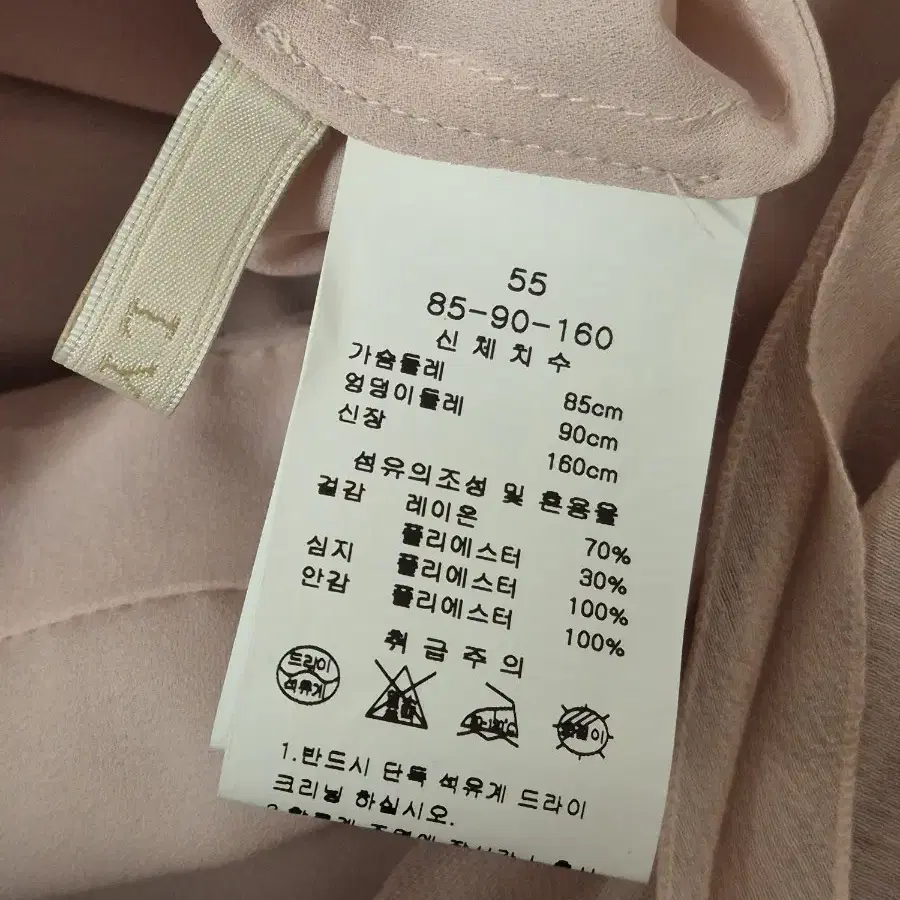 55
85-90-160
신체치수
가슴둘레 85cm
엉덩이둘레 90cm
신장 160cm
섬유의조성 및 혼용율
겉감 레이온 70%
폴리에스터 30%
심지 폴리에스터 100%
안감 폴리에스터 100%
취급주의
드라이
석유계
1.반드시 단독 석유계 드라이
크리닝 하십시오.